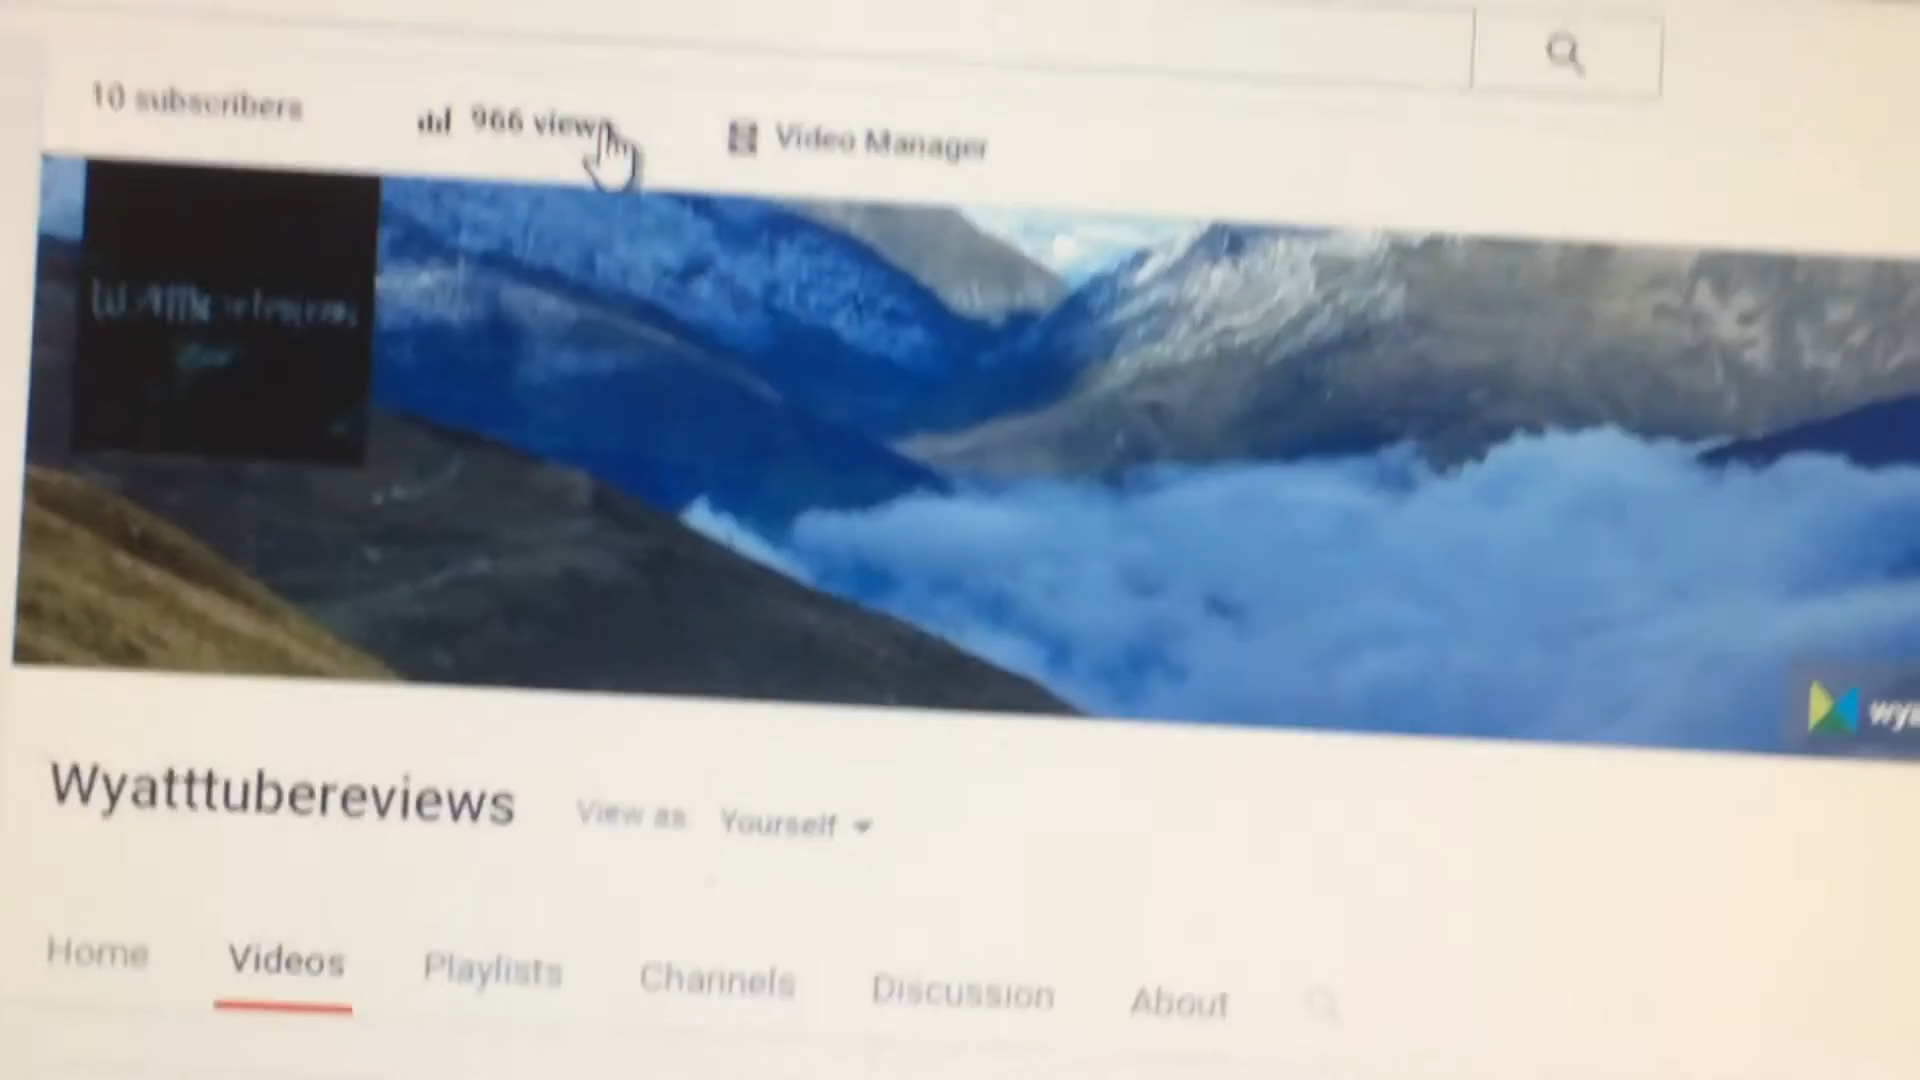 10 subscribers
966 views
Video Manager
Wyatttubereviews
View as: Yourself
Home Videos Playlists Channels Discussion About